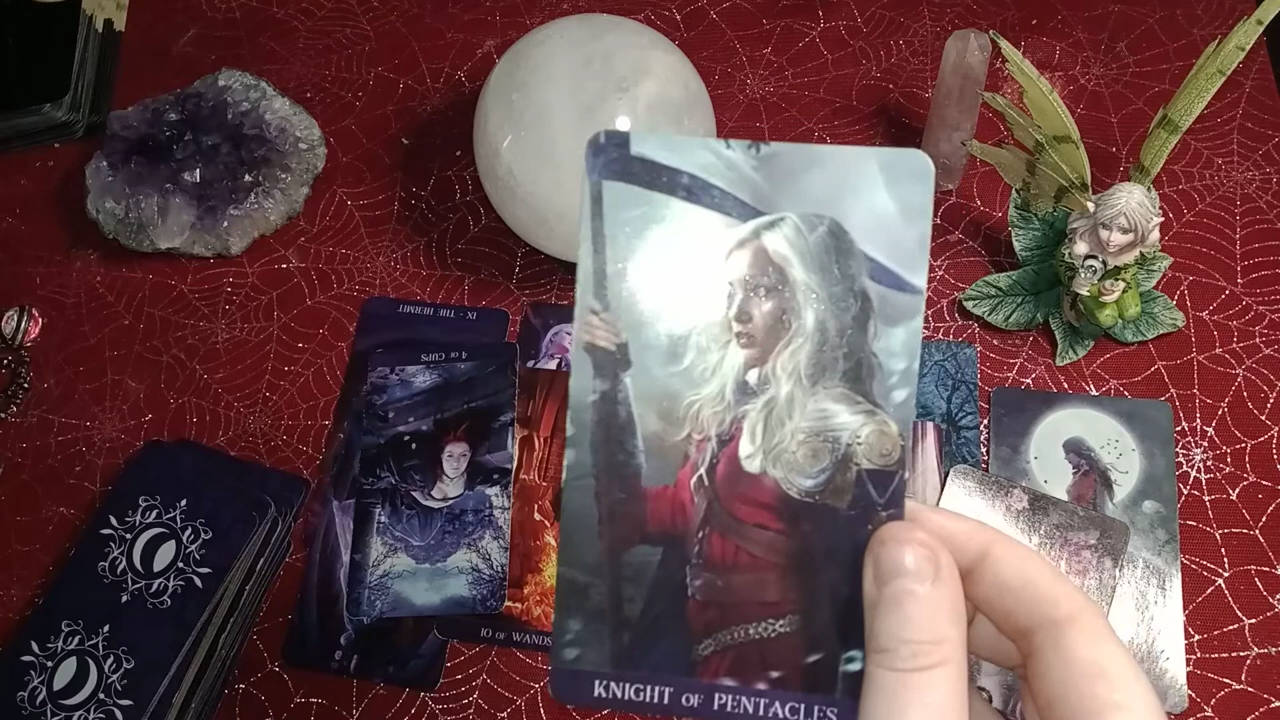 IX - THE HERMIT
4 OF CUPS
10 OF WANDS
KNIGHT OF PENTACLES